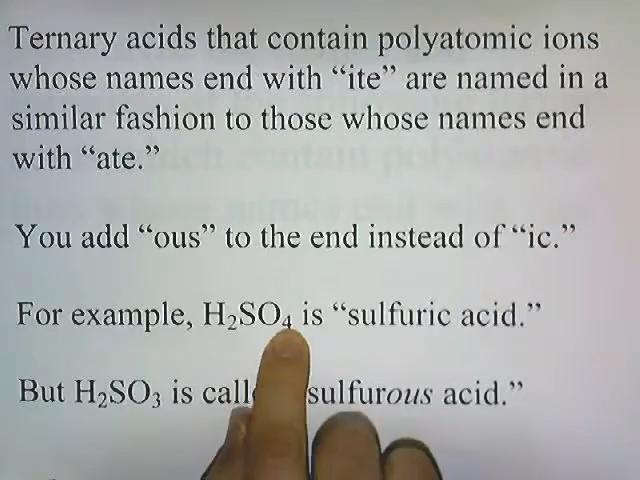 Ternary acids that contain polyatomic ions
whose names end with “ite” are named in a
similar fashion to those whose names end
with “ate.”
You add “ous” to the end instead of “ic.”
For example, H₂SO₄ is “sulfuric acid.”
But H₂SO₃ is sulfurous acid.”